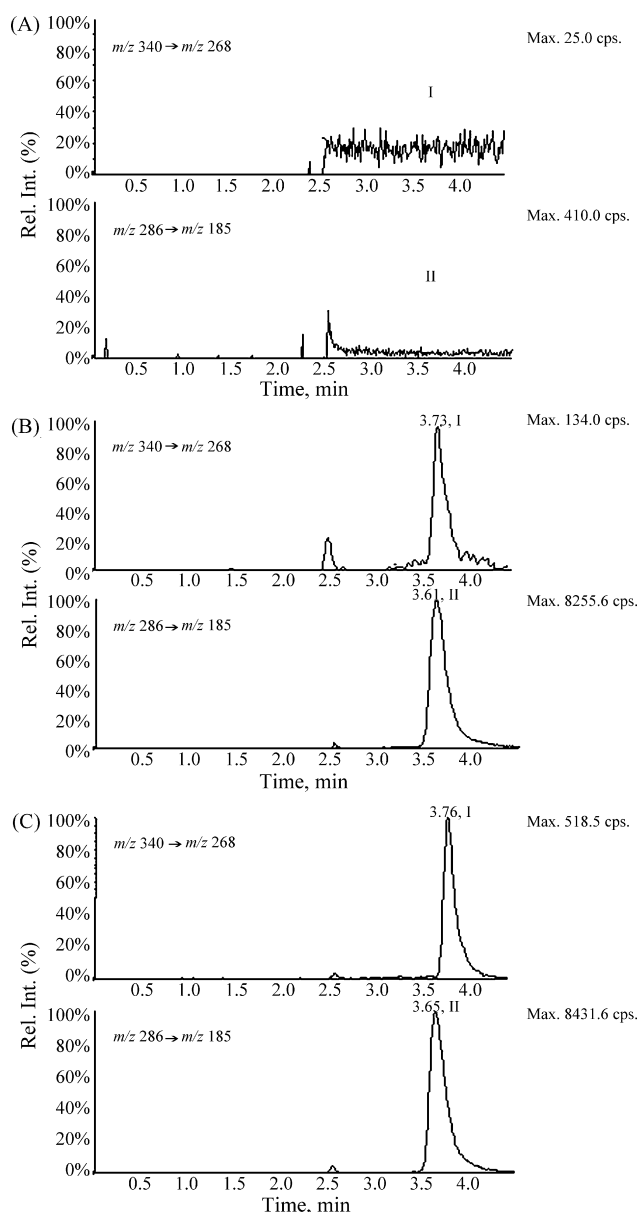 (A)
Rel. Int. (%)
100%
80%
60%
40%
20%
0%
m/z 340 → m/z 268
Max. 25.0 cps.
I
0.5 1.0 1.5 2.0 2.5 3.0 3.5 4.0
100%
80%
60%
40%
20%
0%
m/z 286 → m/z 185
Max. 410.0 cps.
II
0.5 1.0 1.5 2.0 2.5 3.0 3.5 4.0
Time, min
(B)
Rel. Int. (%)
100%
80%
60%
40%
20%
0%
m/z 340 → m/z 268
3.73, I
Max. 134.0 cps.
0.5 1.0 1.5 2.0 2.5 3.0 3.5 4.0
100%
80%
60%
40%
20%
0%
m/z 286 → m/z 185
3.61, II
Max. 8255.6 cps.
0.5 1.0 1.5 2.0 2.5 3.0 3.5 4.0
Time, min
(C)
Rel. Int. (%)
100%
80%
60%
40%
20%
0%
m/z 340 → m/z 268
3.76, I
Max. 518.5 cps.
0.5 1.0 1.5 2.0 2.5 3.0 3.5 4.0
100%
80%
60%
40%
20%
0%
m/z 286 → m/z 185
3.65, II
Max. 8431.6 cps.
0.5 1.0 1.5 2.0 2.5 3.0 3.5 4.0
Time, min